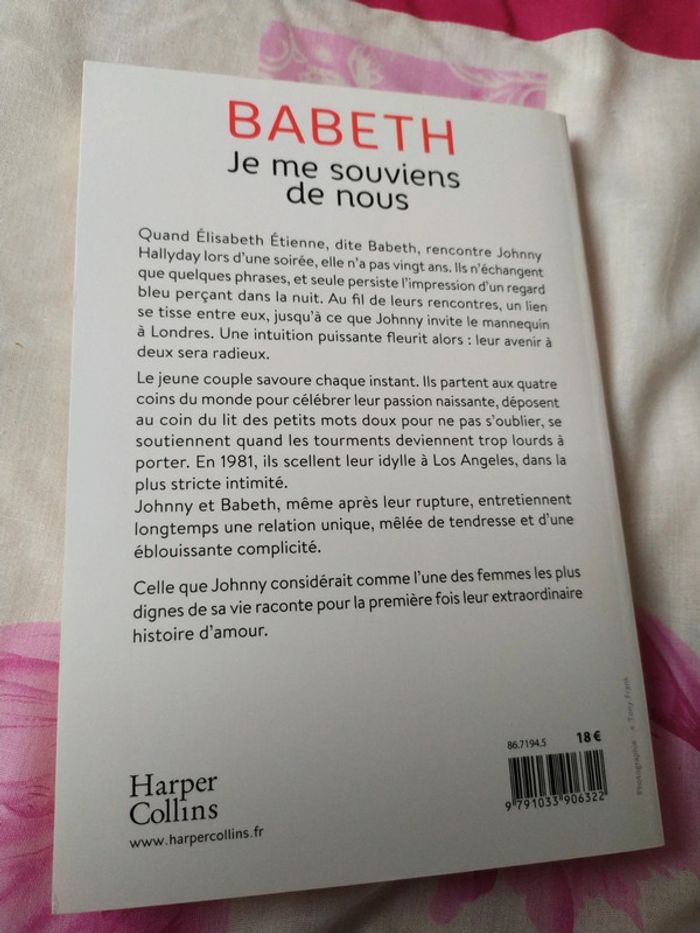 BABETH
Je me souviens
de nous
Quand Élisabeth Étienne, dite Babeth, rencontre Johnny
Hallyday lors d'une soirée, elle n'a pas vingt ans. Ils n'échangent
que quelques phrases, et seule persiste l'impression d'un regard
bleu perçant dans la nuit. Au fil de leurs rencontres, un lien
se tisse entre eux, jusqu'à ce que Johnny invite le mannequin
à Londres. Une intuition puissante fleurit alors : leur avenir à
deux sera radieux.
Le jeune couple savoure chaque instant. Ils partent aux quatre
coins du monde pour célébrer leur passion naissante, déposent
au coin du lit des petits mots doux pour ne pas s'oublier, se
soutiennent quand les tourments deviennent trop lourds à
porter. En 1981, ils scellent leur idylle à Los Angeles, dans la
plus stricte intimité.
Johnny et Babeth, même après leur rupture, entretiennent
longtemps une relation unique, mêlée de tendresse et d'une
éblouissante complicité.
Celle que Johnny considérait comme l'une des femmes les plus
dignes de sa vie raconte pour la première fois leur extraordinaire
histoire d'amour.
Harper
Collins
www.harpercollins.fr
86.7194.5 18 €
9 791033 906322
Photographie © Tony Frank